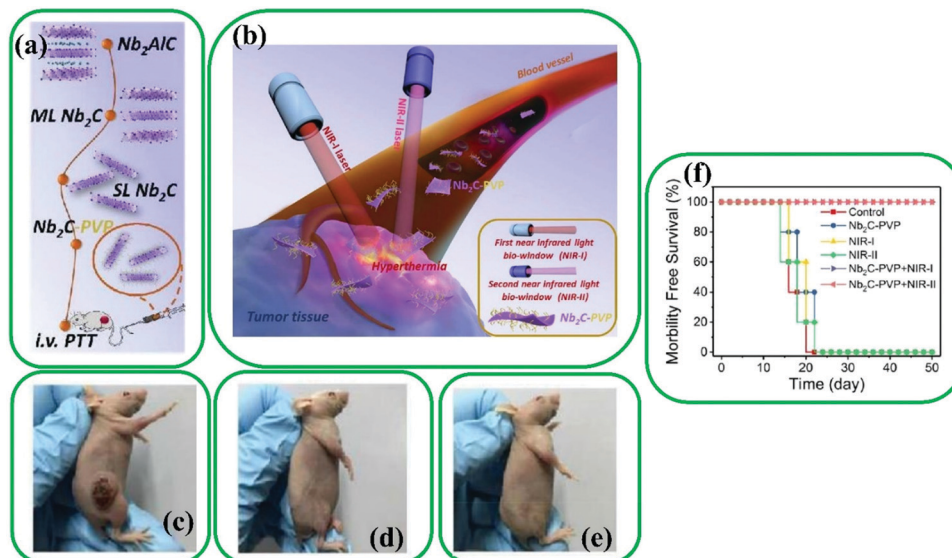 (a)
Nb₂AlC
ML Nb₂C
SL Nb₂C
Nb₂C-PVP
i.v. PTT
(b)
Blood vessel
NIR-I laser
NIR-II laser
Nb₂C-PVP
Hyperthermia
Tumor tissue
First near infrared light
bio-window (NIR-I)
Second near infrared light
bio-window (NIR-II)
Nb₂C-PVP
(c)
(d)
(e)
(f)
Morbility Free Survival (%)
100
80
60
40
20
0
Control
Nb₂C-PVP
NIR-I
NIR-II
Nb₂C-PVP+NIR-I
Nb₂C-PVP+NIR-II
0 10 20 30 40 50
Time (day)